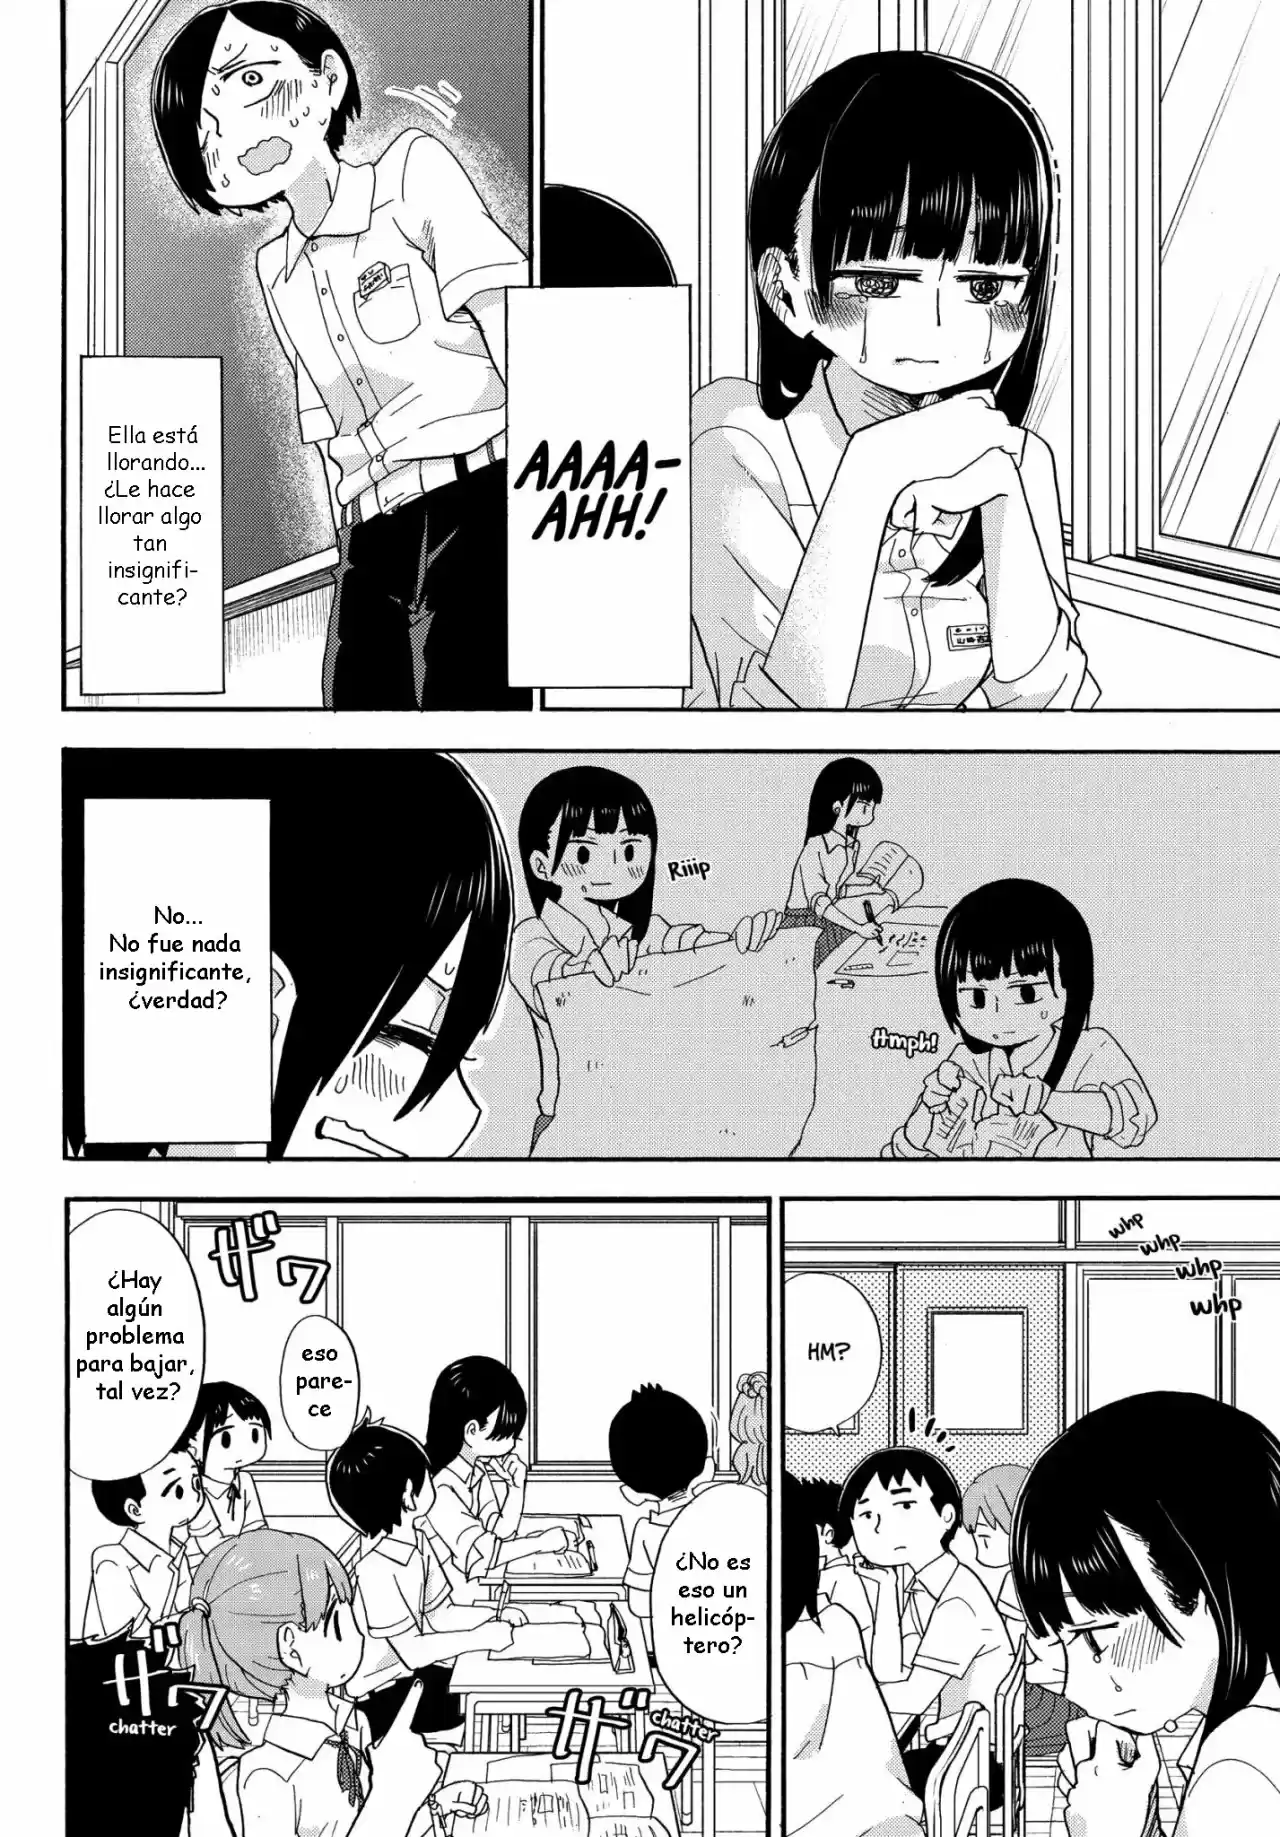 AAAA-
AHH!
Ella está
llorando...
¿Le hace
llorar algo
tan
insignifi-
cante?
Riiip
Hmph!
No...
No fue nada
insignificante,
¿verdad?
whp
whp
whp
whp
HM?
¿No es
eso un
helicóp-
tero?
eso
pare-
ce
¿Hay
algún
problema
para bajar,
tal vez?
ザワ
ザワ
chatter
ザワ
chatter